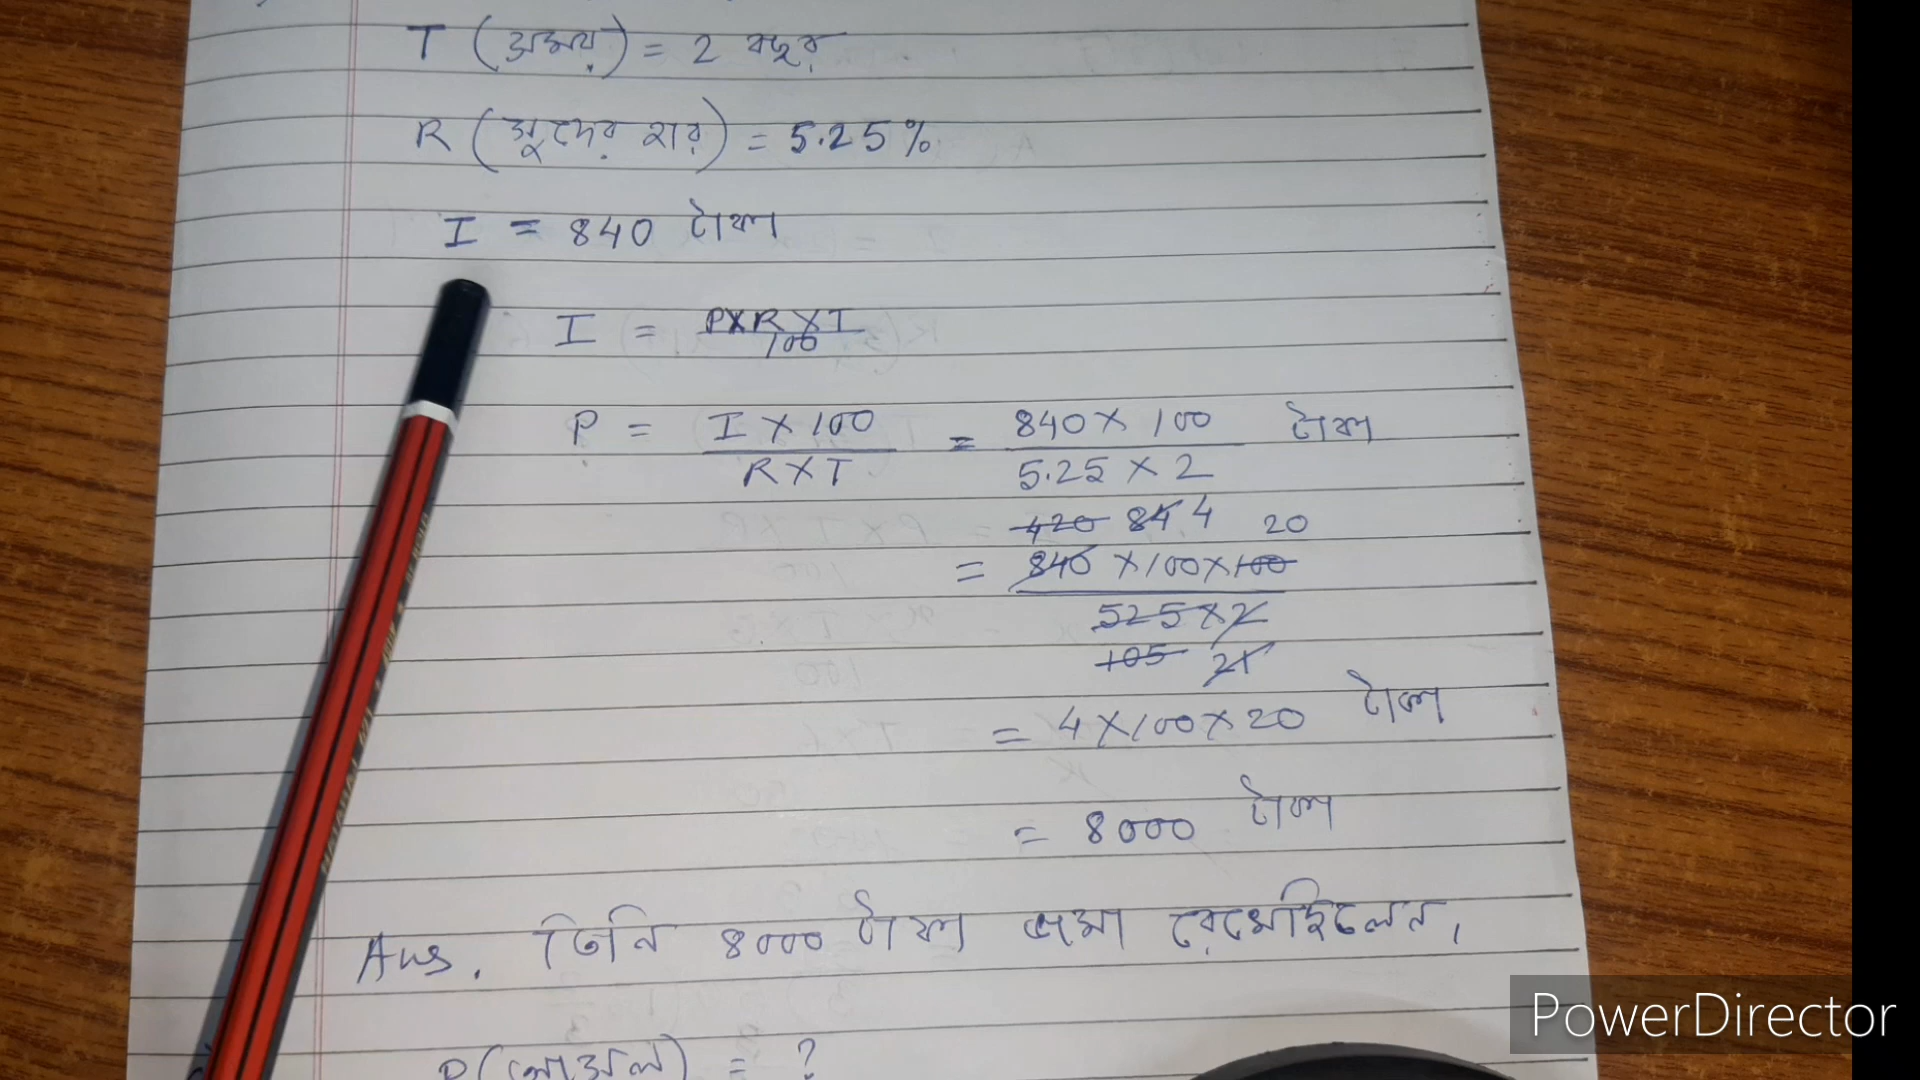 T (সময়) = 2 বছর
R (সুদের হার) = 5.25%
I = 840 টাকা
I = P×R×I / 100
P = I × 100 / R×T = 840 × 100 / 5.25 × 2 টাকা
420 84 4 20
= 840 ×100×100 / 525×2
105 21
= 4×100×20 টাকা
= 8000 টাকা
Ans. তিনি 8000 টাকা জমা রেখেছিলেন।
P (আসল) = ?
PowerDirector